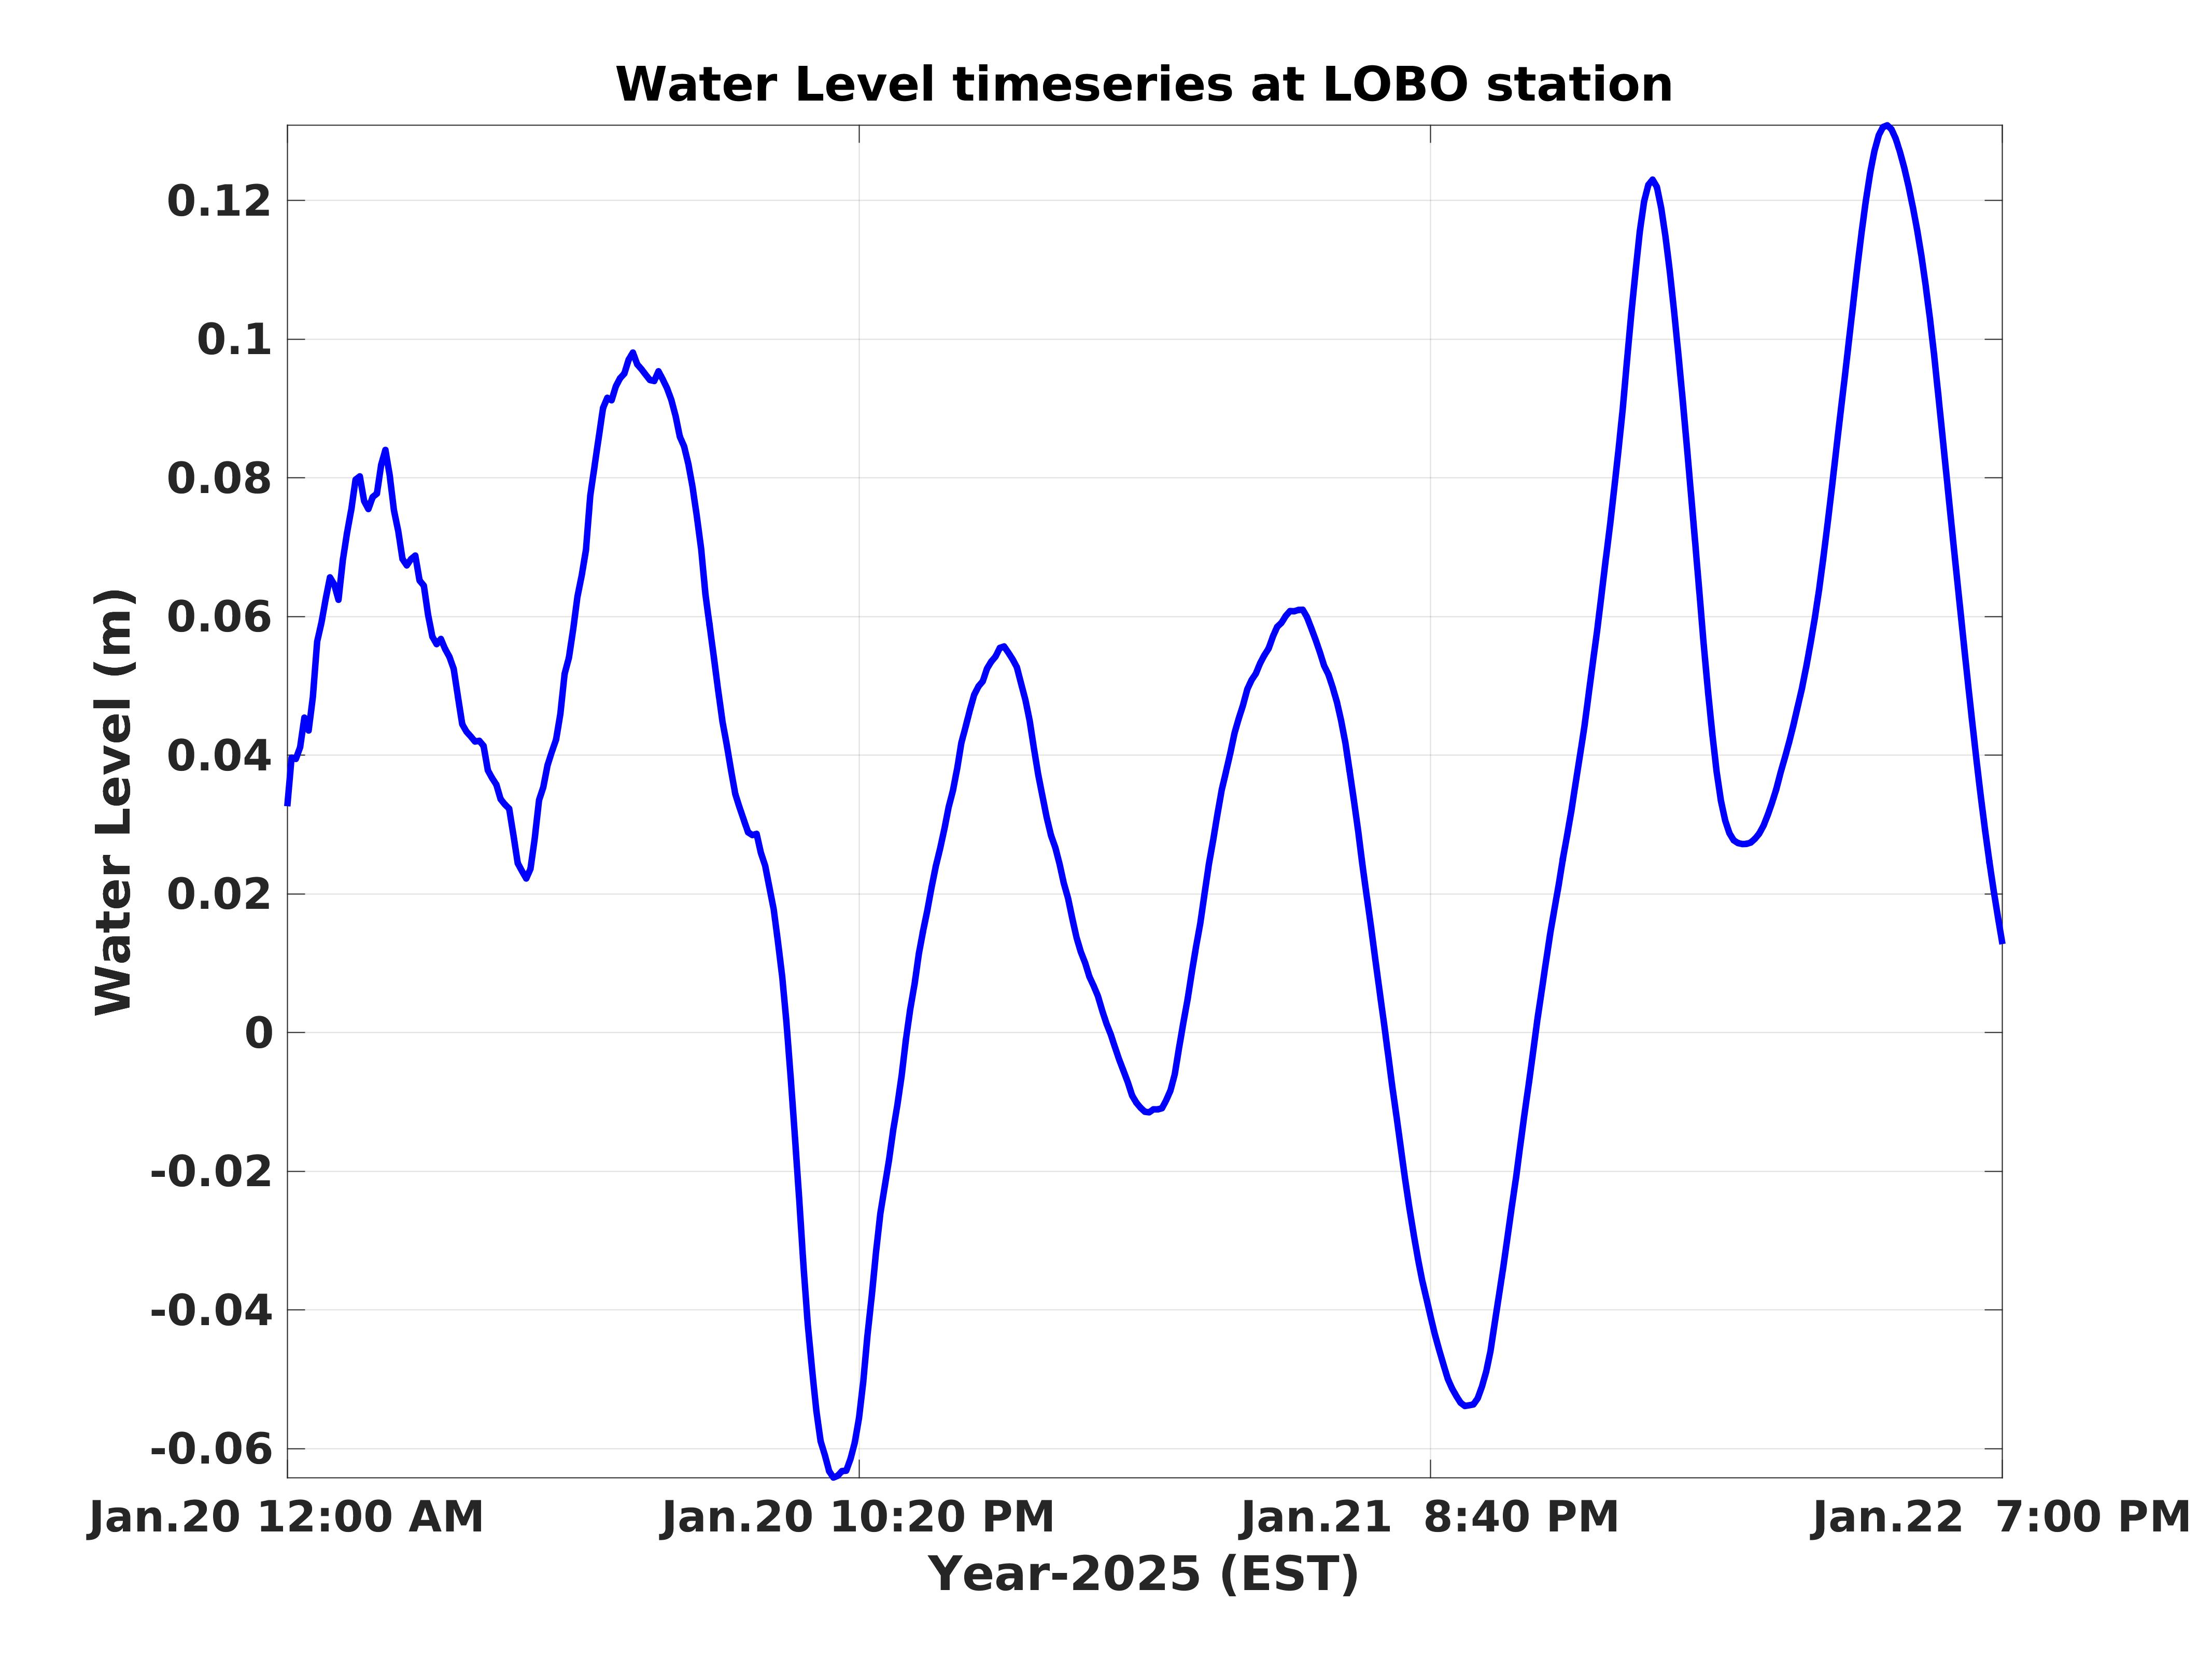 Water Level timeseries at LOBO station
0.12
0.1
0.08
0.06
0.04
0.02
0
-0.02
-0.04
-0.06
Water Level (m)
Jan.20 12:00 AM Jan.20 10:20 PM Jan.21 8:40 PM Jan.22 7:00 PM
Year-2025 (EST)